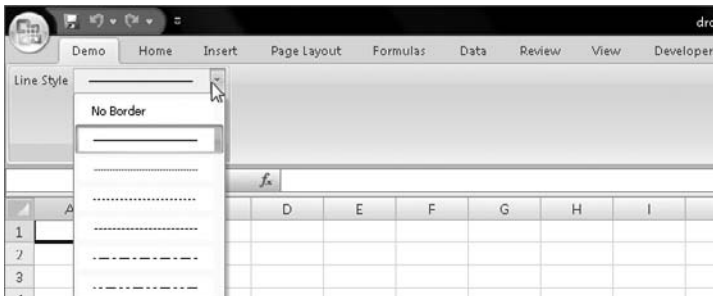 dro
Demo Home Insert Page Layout Formulas Data Review View Developer
Line Style
No Border
fx
A D E F G H I
1
2
3